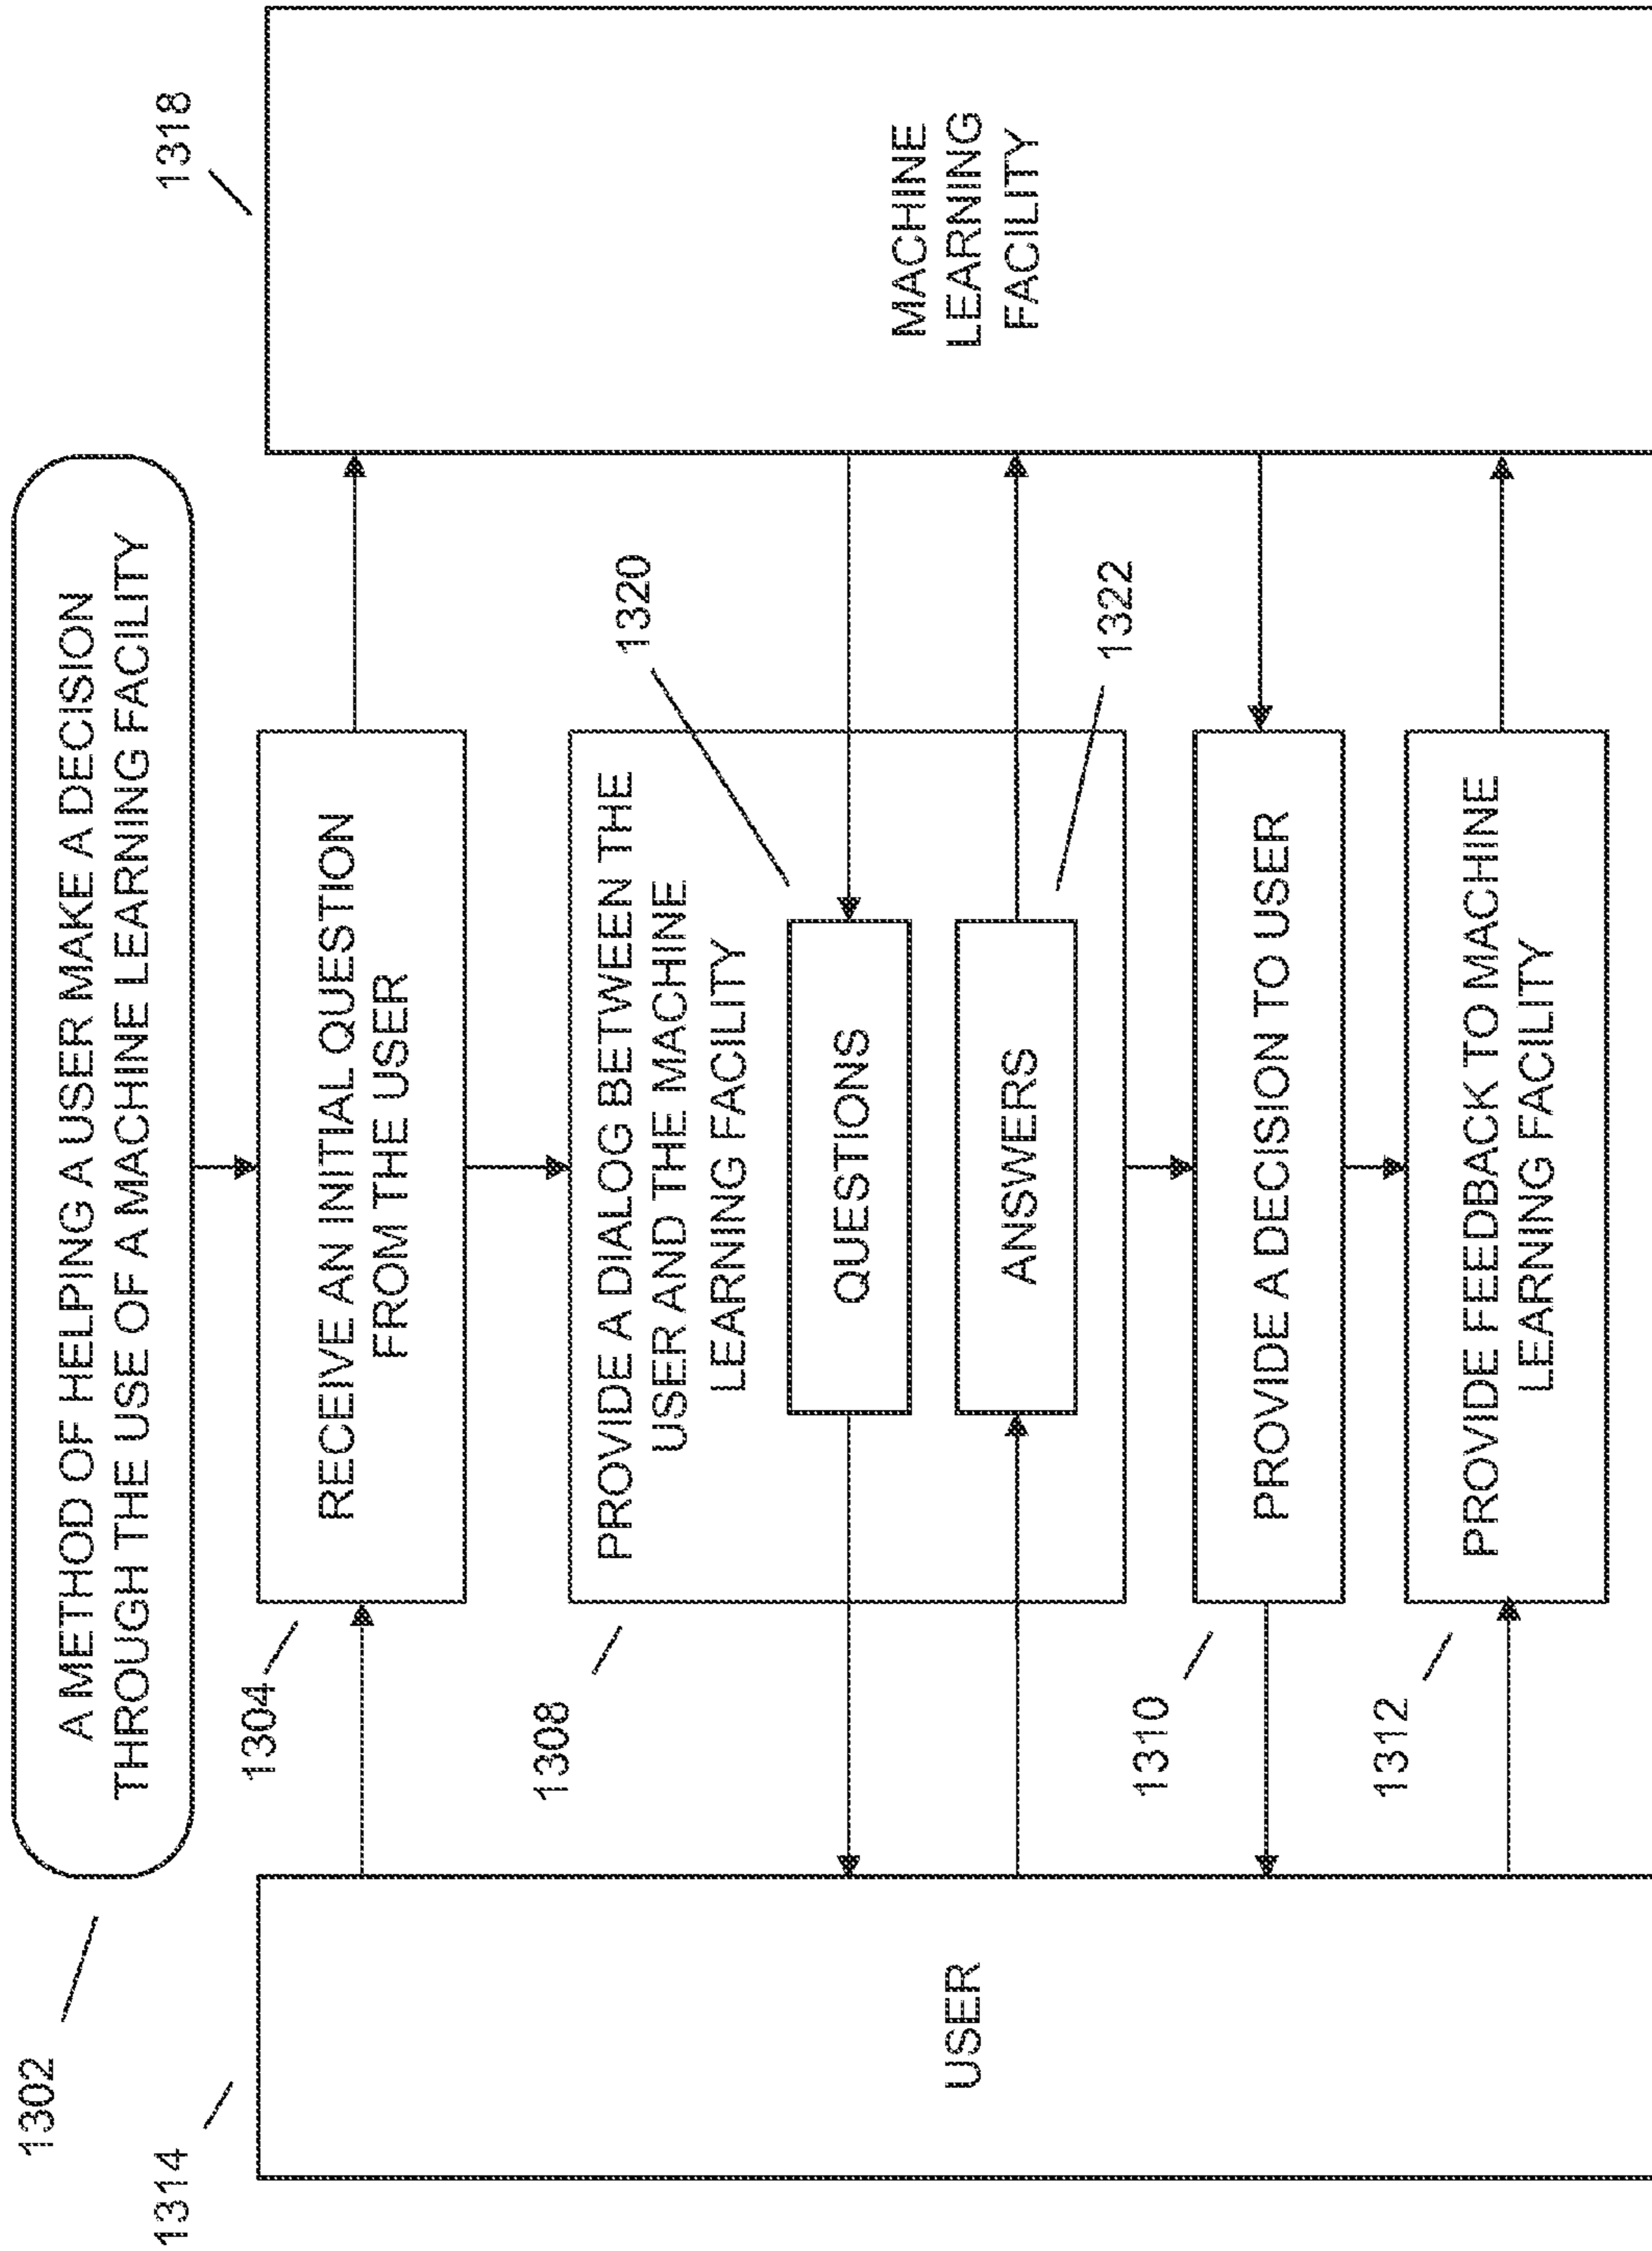 1302
A METHOD OF HELPING A USER MAKE A DECISION
THROUGH THE USE OF A MACHINE LEARNING FACILITY
1314
USER
1304
RECEIVE AN INITIAL QUESTION
FROM THE USER
1308
PROVIDE A DIALOG BETWEEN THE
USER AND THE MACHINE
LEARNING FACILITY
1320
QUESTIONS
ANSWERS
1322
1310
PROVIDE A DECISION TO USER
1312
PROVIDE FEEDBACK TO MACHINE
LEARNING FACILITY
1318
MACHINE
LEARNING
FACILITY